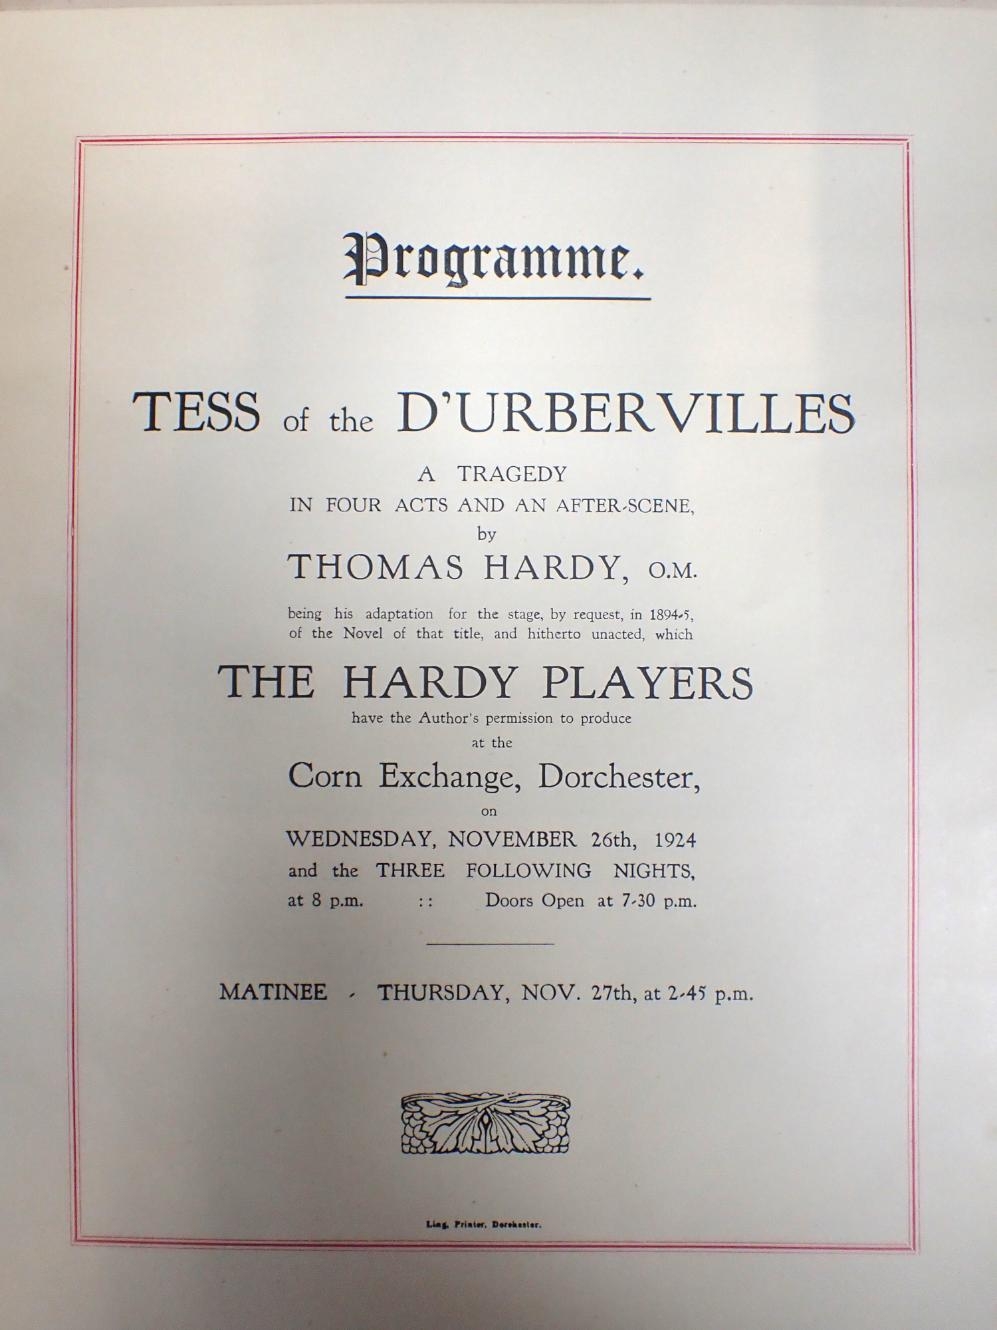 Programme.
TESS of the D'URBERVILLES
A TRAGEDY
IN FOUR ACTS AND AN AFTER-SCENE,
by
THOMAS HARDY, O.M.
being his adaptation for the stage, by request, in 1894-5,
of the Novel of that title, and hitherto unacted, which
THE HARDY PLAYERS
have the Author's permission to produce
at the
Corn Exchange, Dorchester,
on
WEDNESDAY, NOVEMBER 26th, 1924
and the THREE FOLLOWING NIGHTS,
at 8 p.m. :: Doors Open at 7-30 p.m.
MATINEE - THURSDAY, NOV. 27th, at 2-45 p.m.
Ling, Printer, Dorchester.